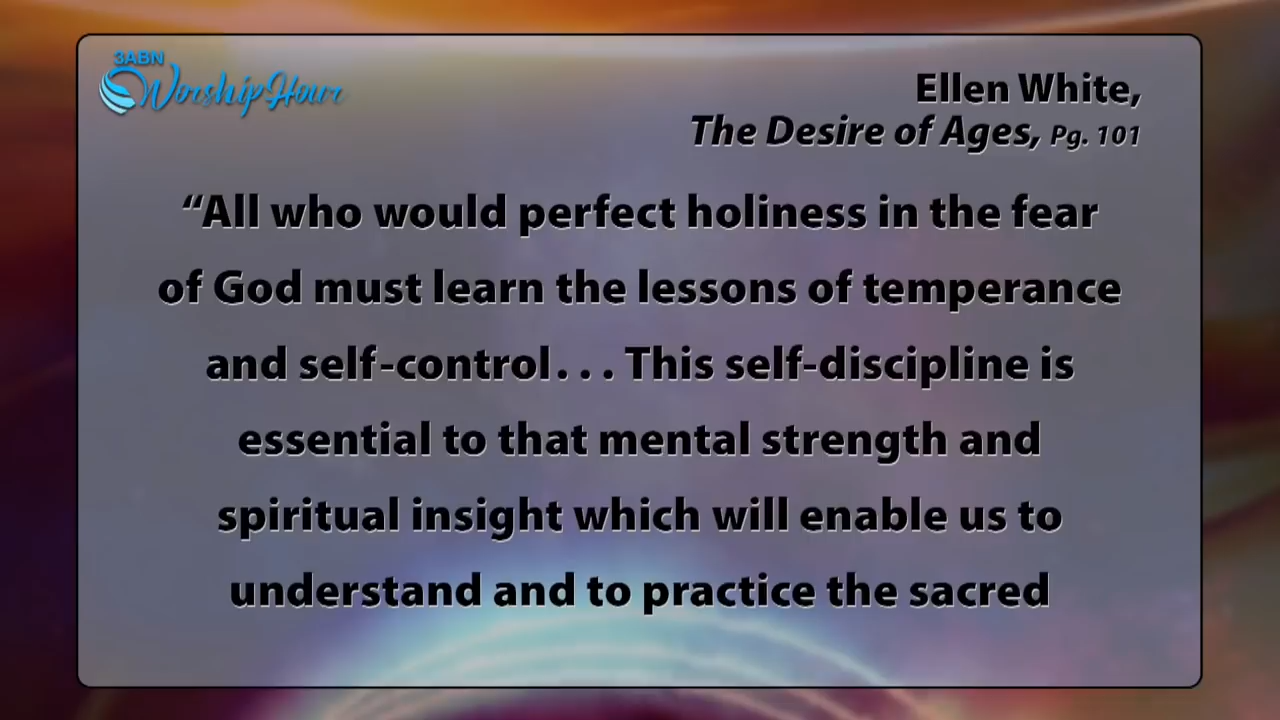 3ABN
Worship Hour
Ellen White,
The Desire of Ages, Pg. 101
“All who would perfect holiness in the fear
of God must learn the lessons of temperance
and self-control. . . This self-discipline is
essential to that mental strength and
spiritual insight which will enable us to
understand and to practice the sacred